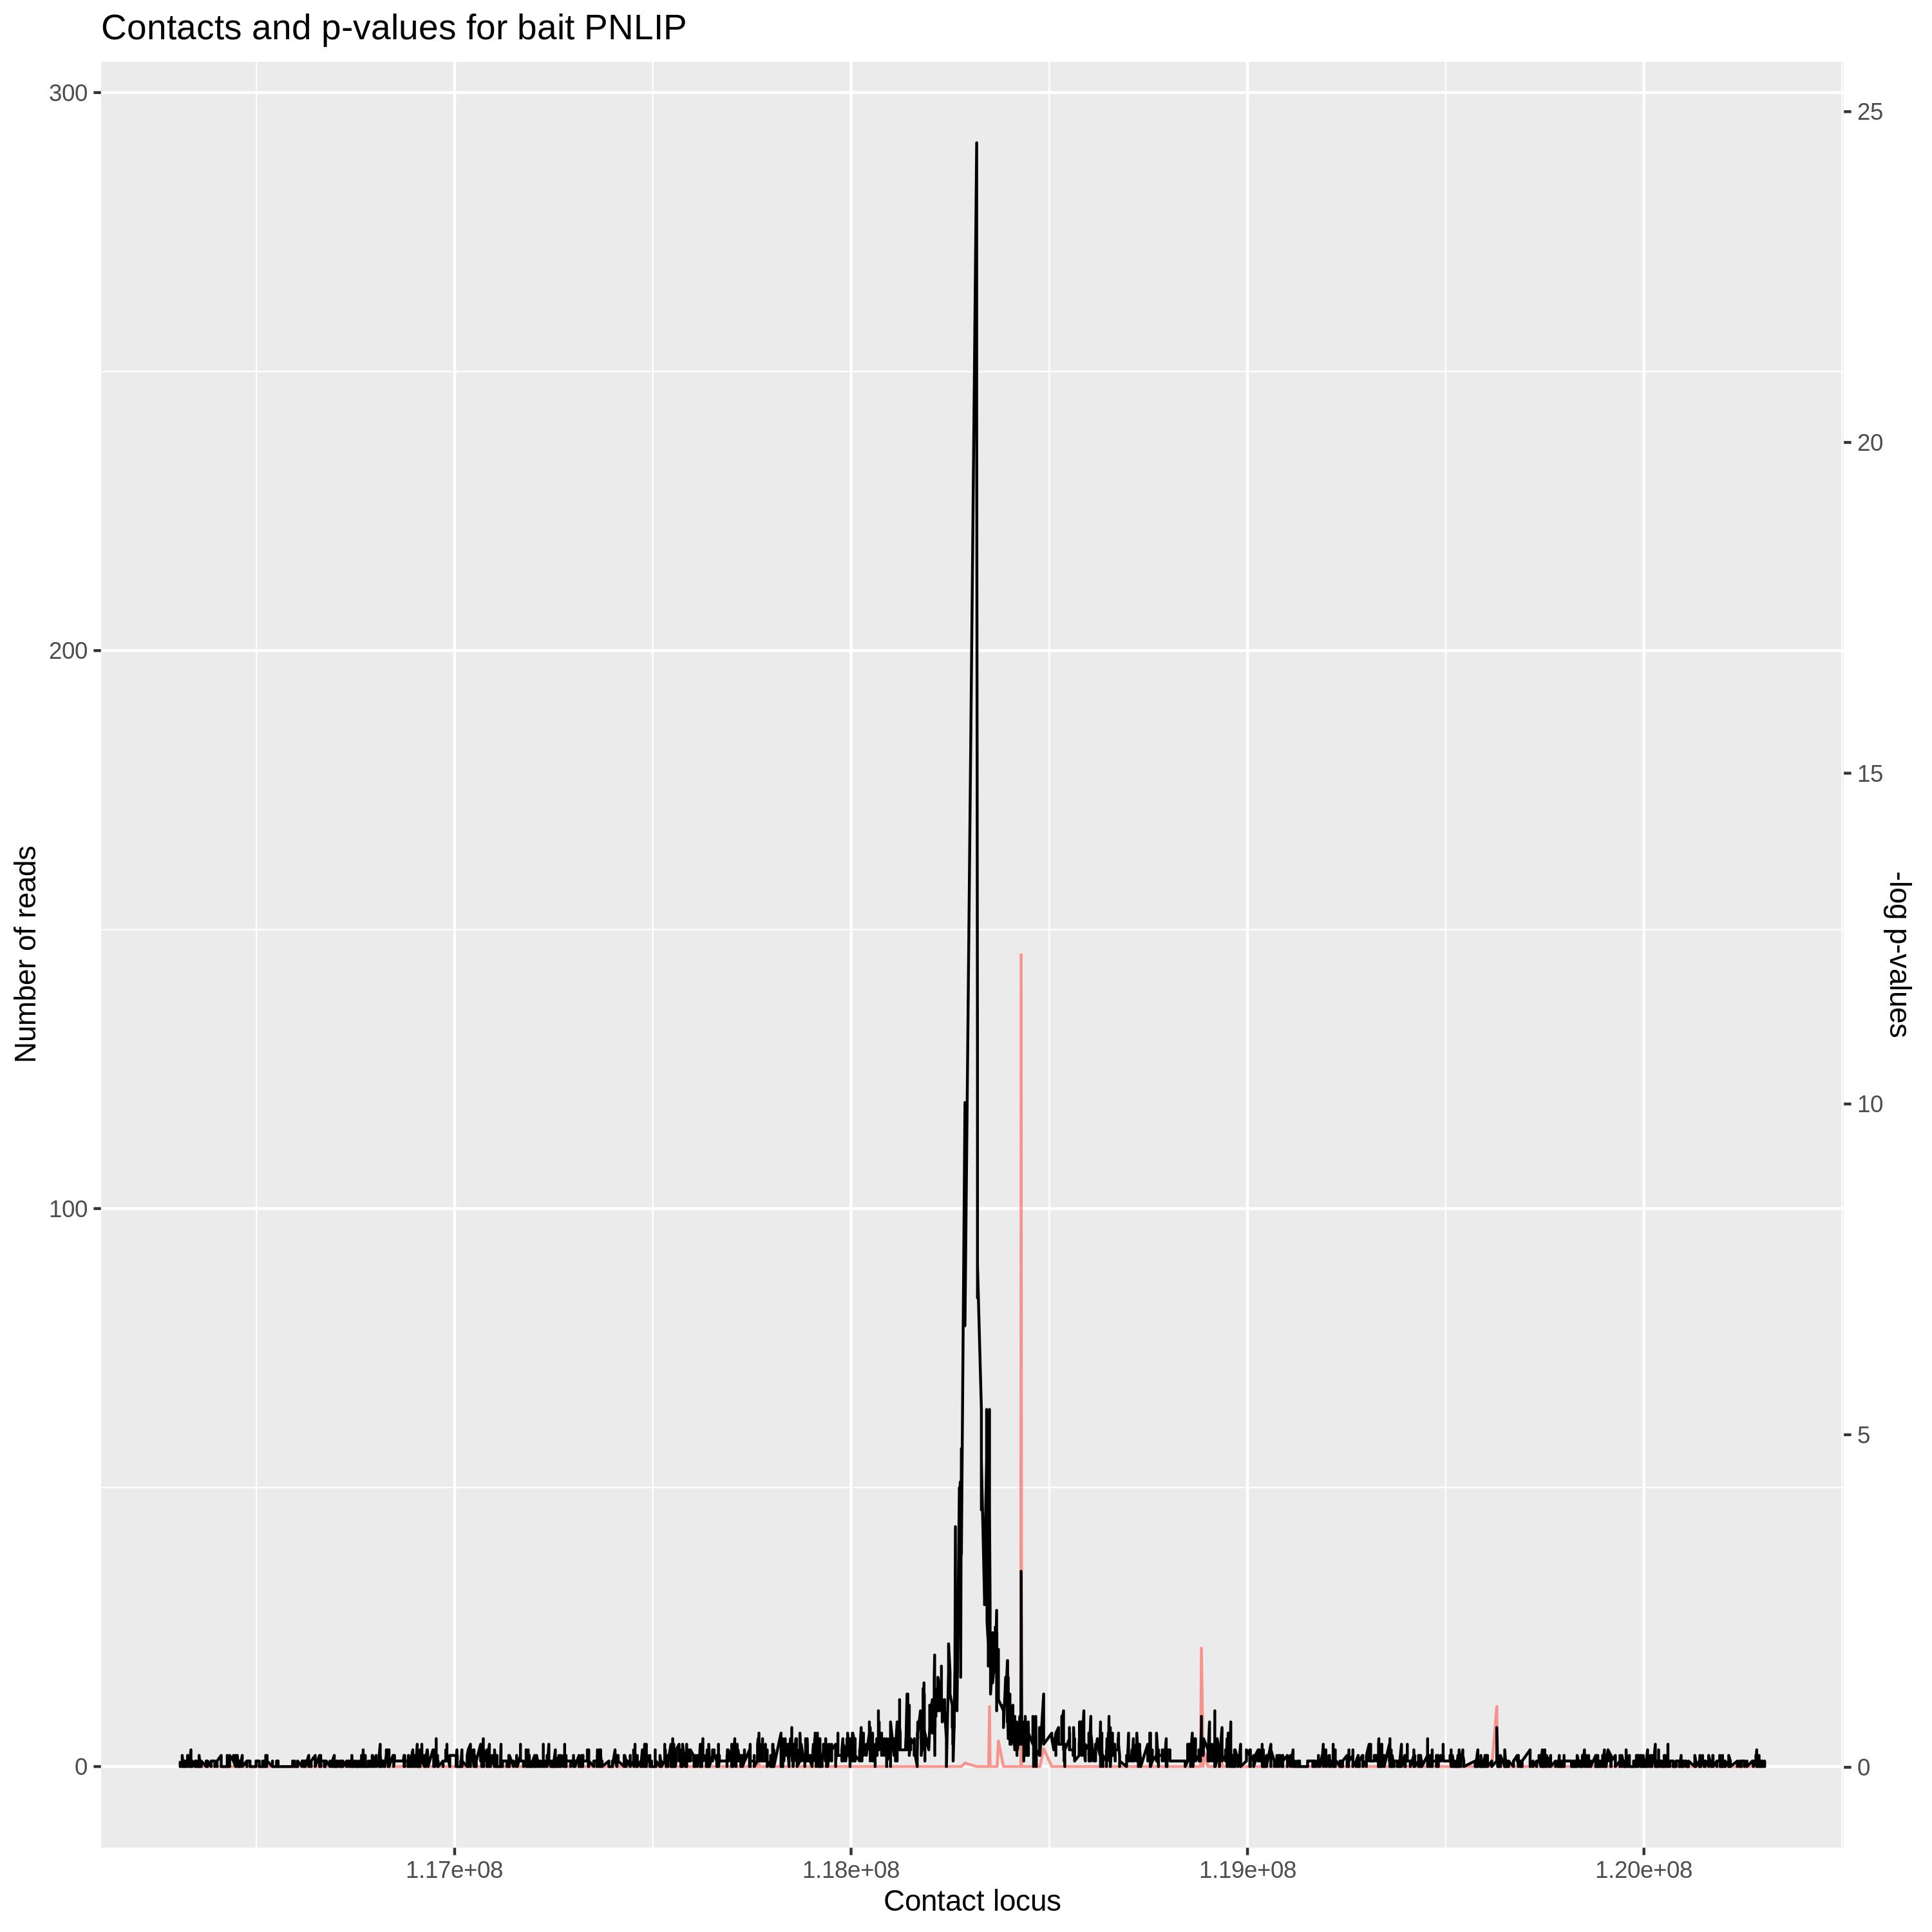 Contacts and p-values for bait PNLIP
300
200
100
0
Number of reads
25
20
15
10
5
0
-log p-values
1.17e+08
1.18e+08
1.19e+08
1.20e+08
Contact locus